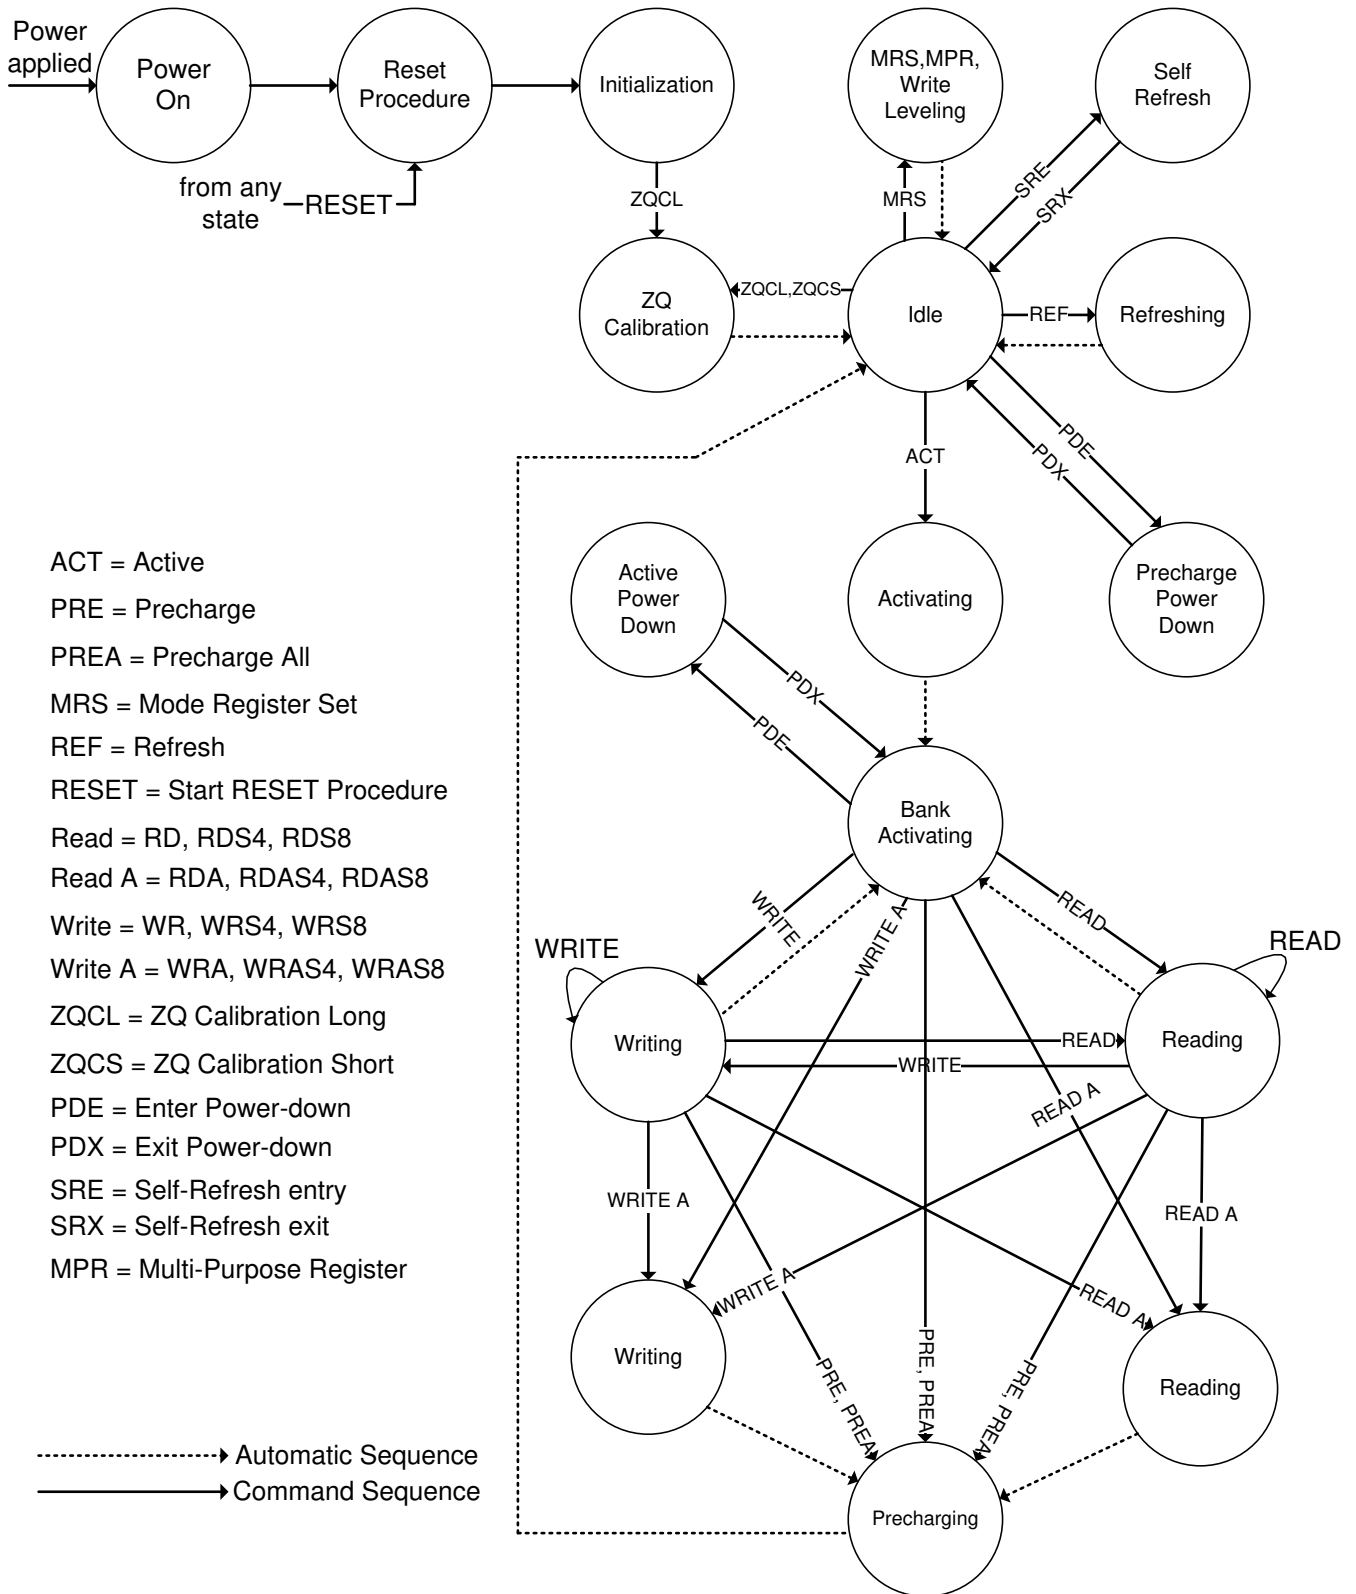 Power
applied
Power
On
Reset
Procedure
Initialization
MRS,MPR,
Write
Leveling
Self
Refresh
from any
state
RESET
ZQCL
MRS
SRE
SRX
ZQ
Calibration
ZQCL,ZQCS
Idle
REF
Refreshing
ACT
PDE
PDX
Active
Power
Down
Activating
Precharge
Power
Down
PDX
PDE
Bank
Activating
WRITE
WRITE A
READ
WRITE
READ
Writing
READ
Reading
WRITE
READ A
WRITE A
READ A
WRITE A
READ A
Writing
PRE, PREA
PRE, PREA
PRE, PREA
Reading
Precharging
ACT = Active
PRE = Precharge
PREA = Precharge All
MRS = Mode Register Set
REF = Refresh
RESET = Start RESET Procedure
Read = RD, RDS4, RDS8
Read A = RDA, RDAS4, RDAS8
Write = WR, WRS4, WRS8
Write A = WRA, WRAS4, WRAS8
ZQCL = ZQ Calibration Long
ZQCS = ZQ Calibration Short
PDE = Enter Power-down
PDX = Exit Power-down
SRE = Self-Refresh entry
SRX = Self-Refresh exit
MPR = Multi-Purpose Register
Automatic Sequence
Command Sequence